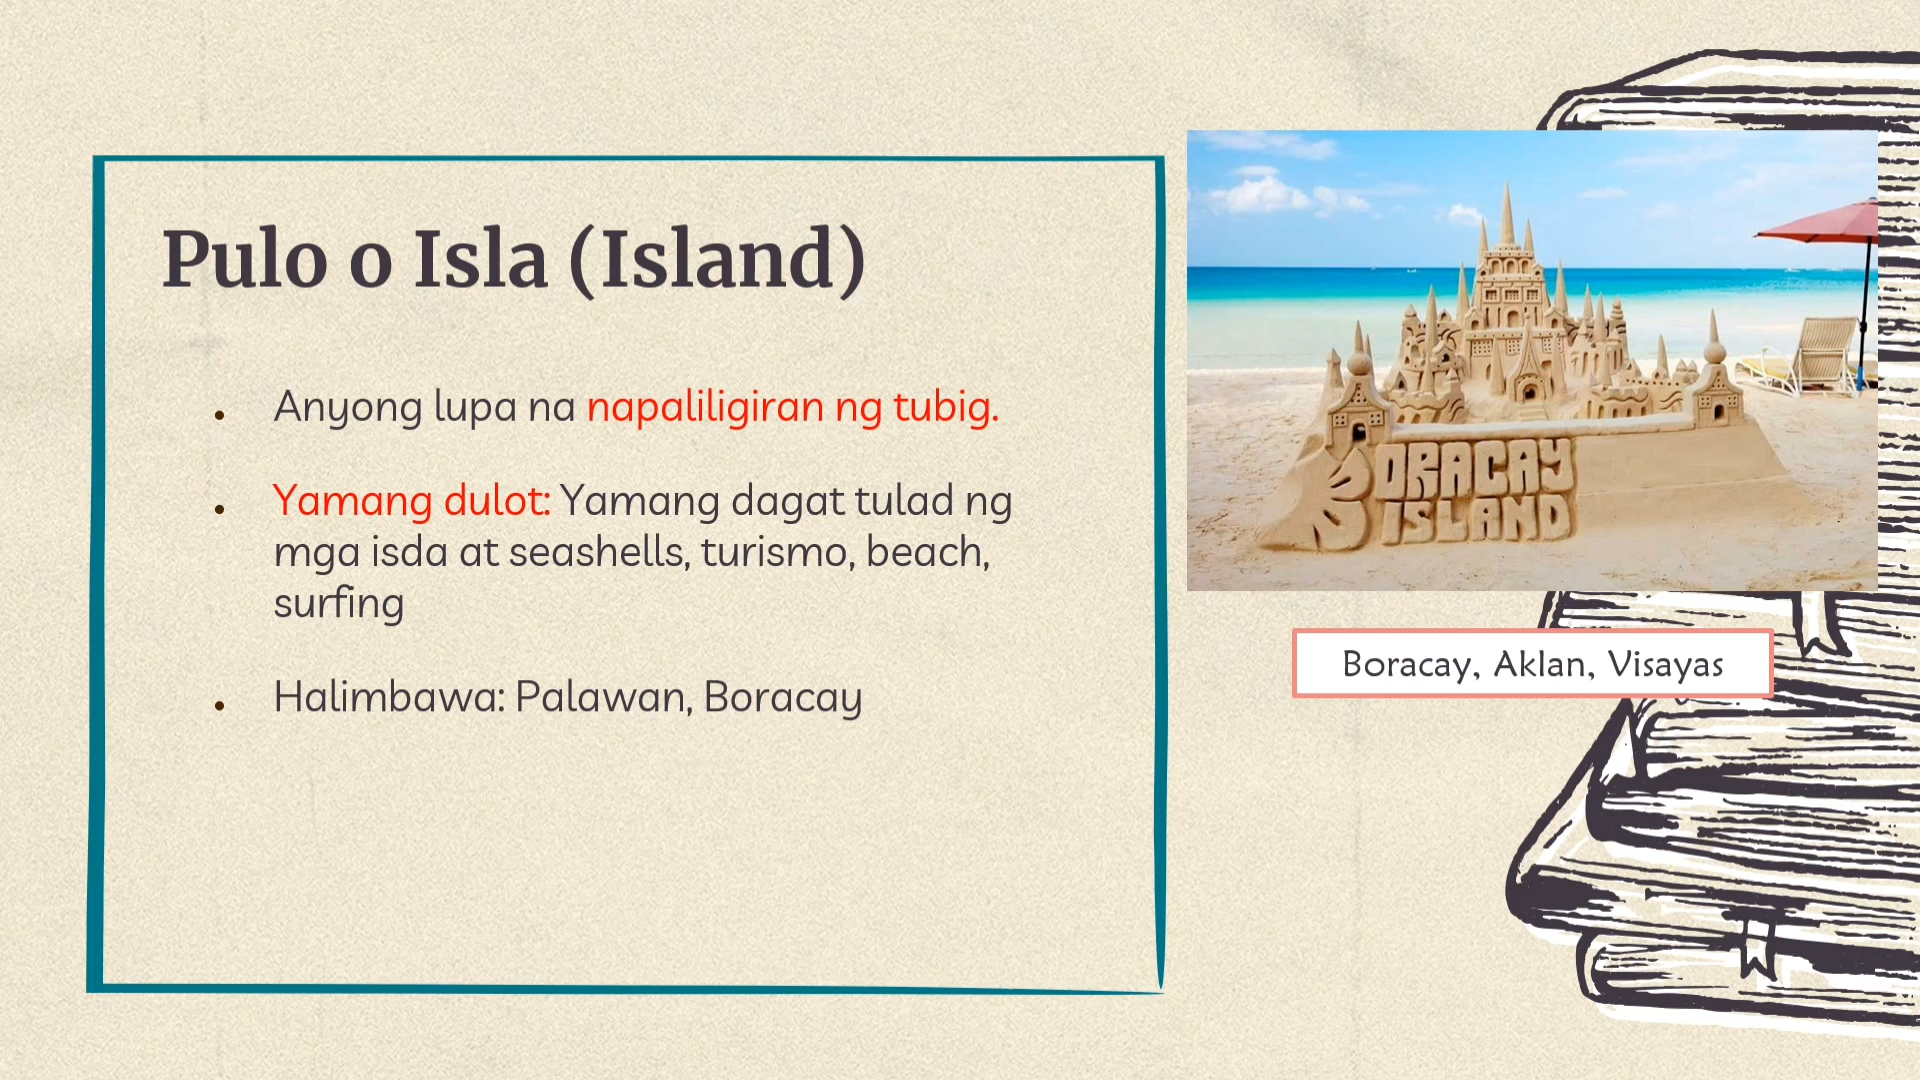 Pulo o Isla (Island)
Anyong lupa na napaliligiran ng tubig.
Yamang dulot: Yamang dagat tulad ng
mga isda at seashells, turismo, beach,
surfing
Halimbawa: Palawan, Boracay
BORACAY
ISLAND
Boracay, Aklan, Visayas